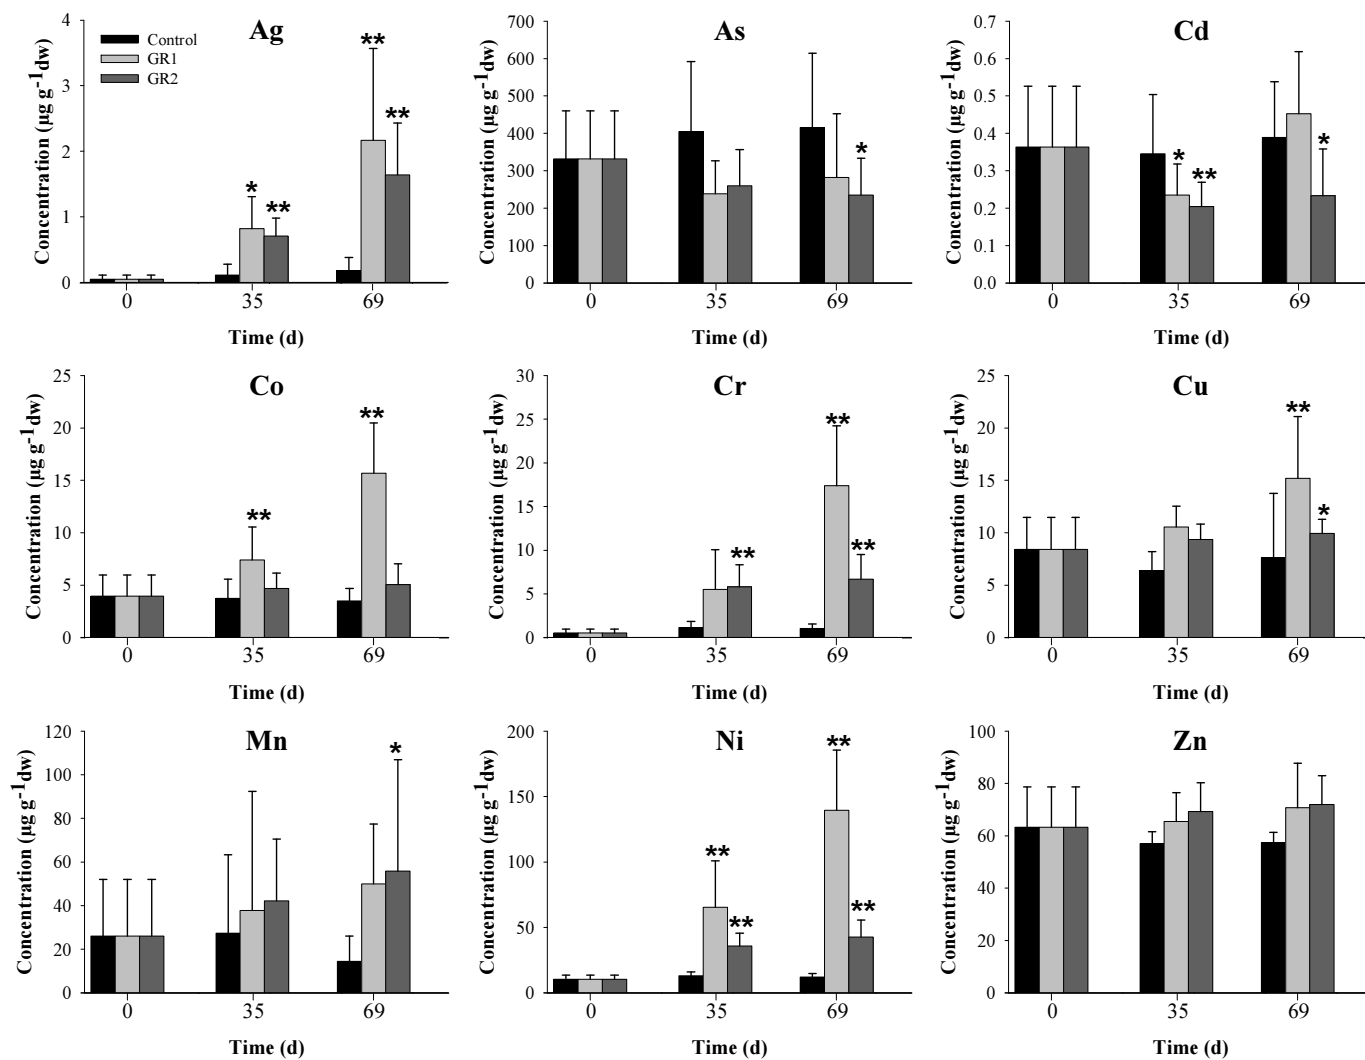 Ag
Concentration (µg g-1dw)
4
3
2
1
0
Control
GR1
GR2
*
**
**
**
0 35 69
Time (d)
As
Concentration (µg g-1dw)
700
600
500
400
300
200
100
0
*
0 35 69
Time (d)
Cd
Concentration (µg g-1dw)
0.7
0.6
0.5
0.4
0.3
0.2
0.1
0.0
*
**
*
0 35 69
Time (d)
Co
Concentration (µg g-1dw)
25
20
15
10
5
0
**
**
0 35 69
Time (d)
Cr
Concentration (µg g-1dw)
30
25
20
15
10
5
0
**
**
**
0 35 69
Time (d)
Cu
Concentration (µg g-1dw)
25
20
15
10
5
0
**
*
0 35 69
Time (d)
Mn
Concentration (µg g-1dw)
120
100
80
60
40
20
0
*
0 35 69
Time (d)
Ni
Concentration (µg g-1dw)
200
150
100
50
0
**
**
**
**
0 35 69
Time (d)
Zn
Concentration (µg g-1dw)
100
80
60
40
20
0
0 35 69
Time (d)